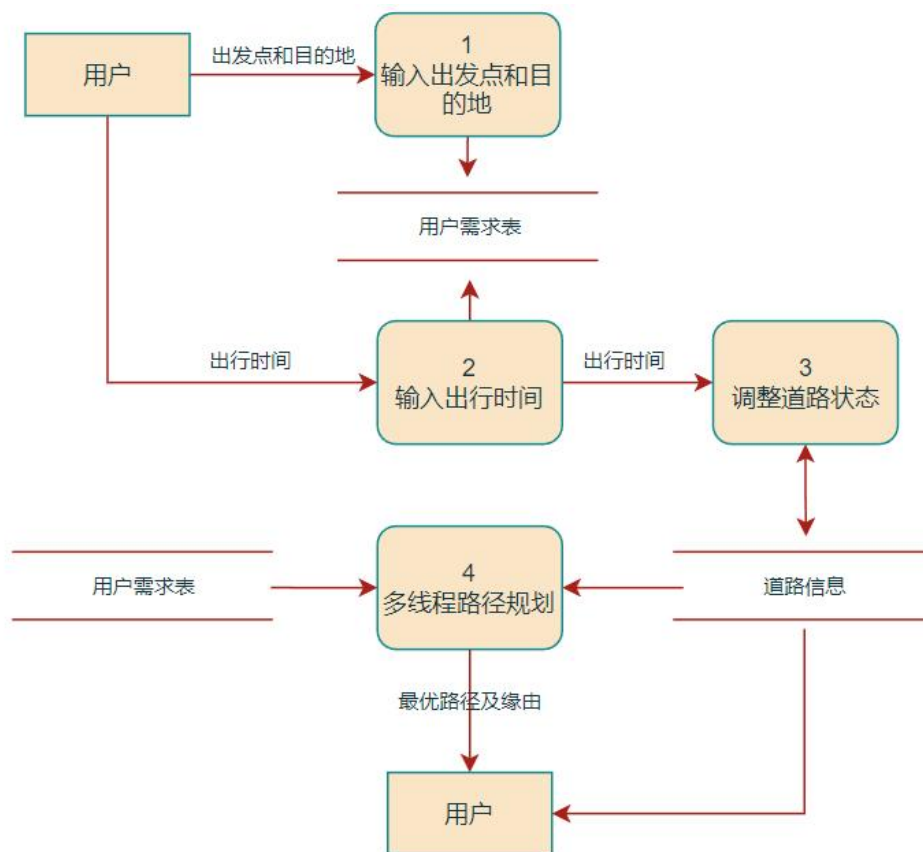 用户
出发点和目的地
1
输入出发点和目
的地
用户需求表
出行时间
2
输入出行时间
出行时间
3
调整道路状态
用户需求表
4
多线程路径规划
道路信息
最优路径及缘由
用户